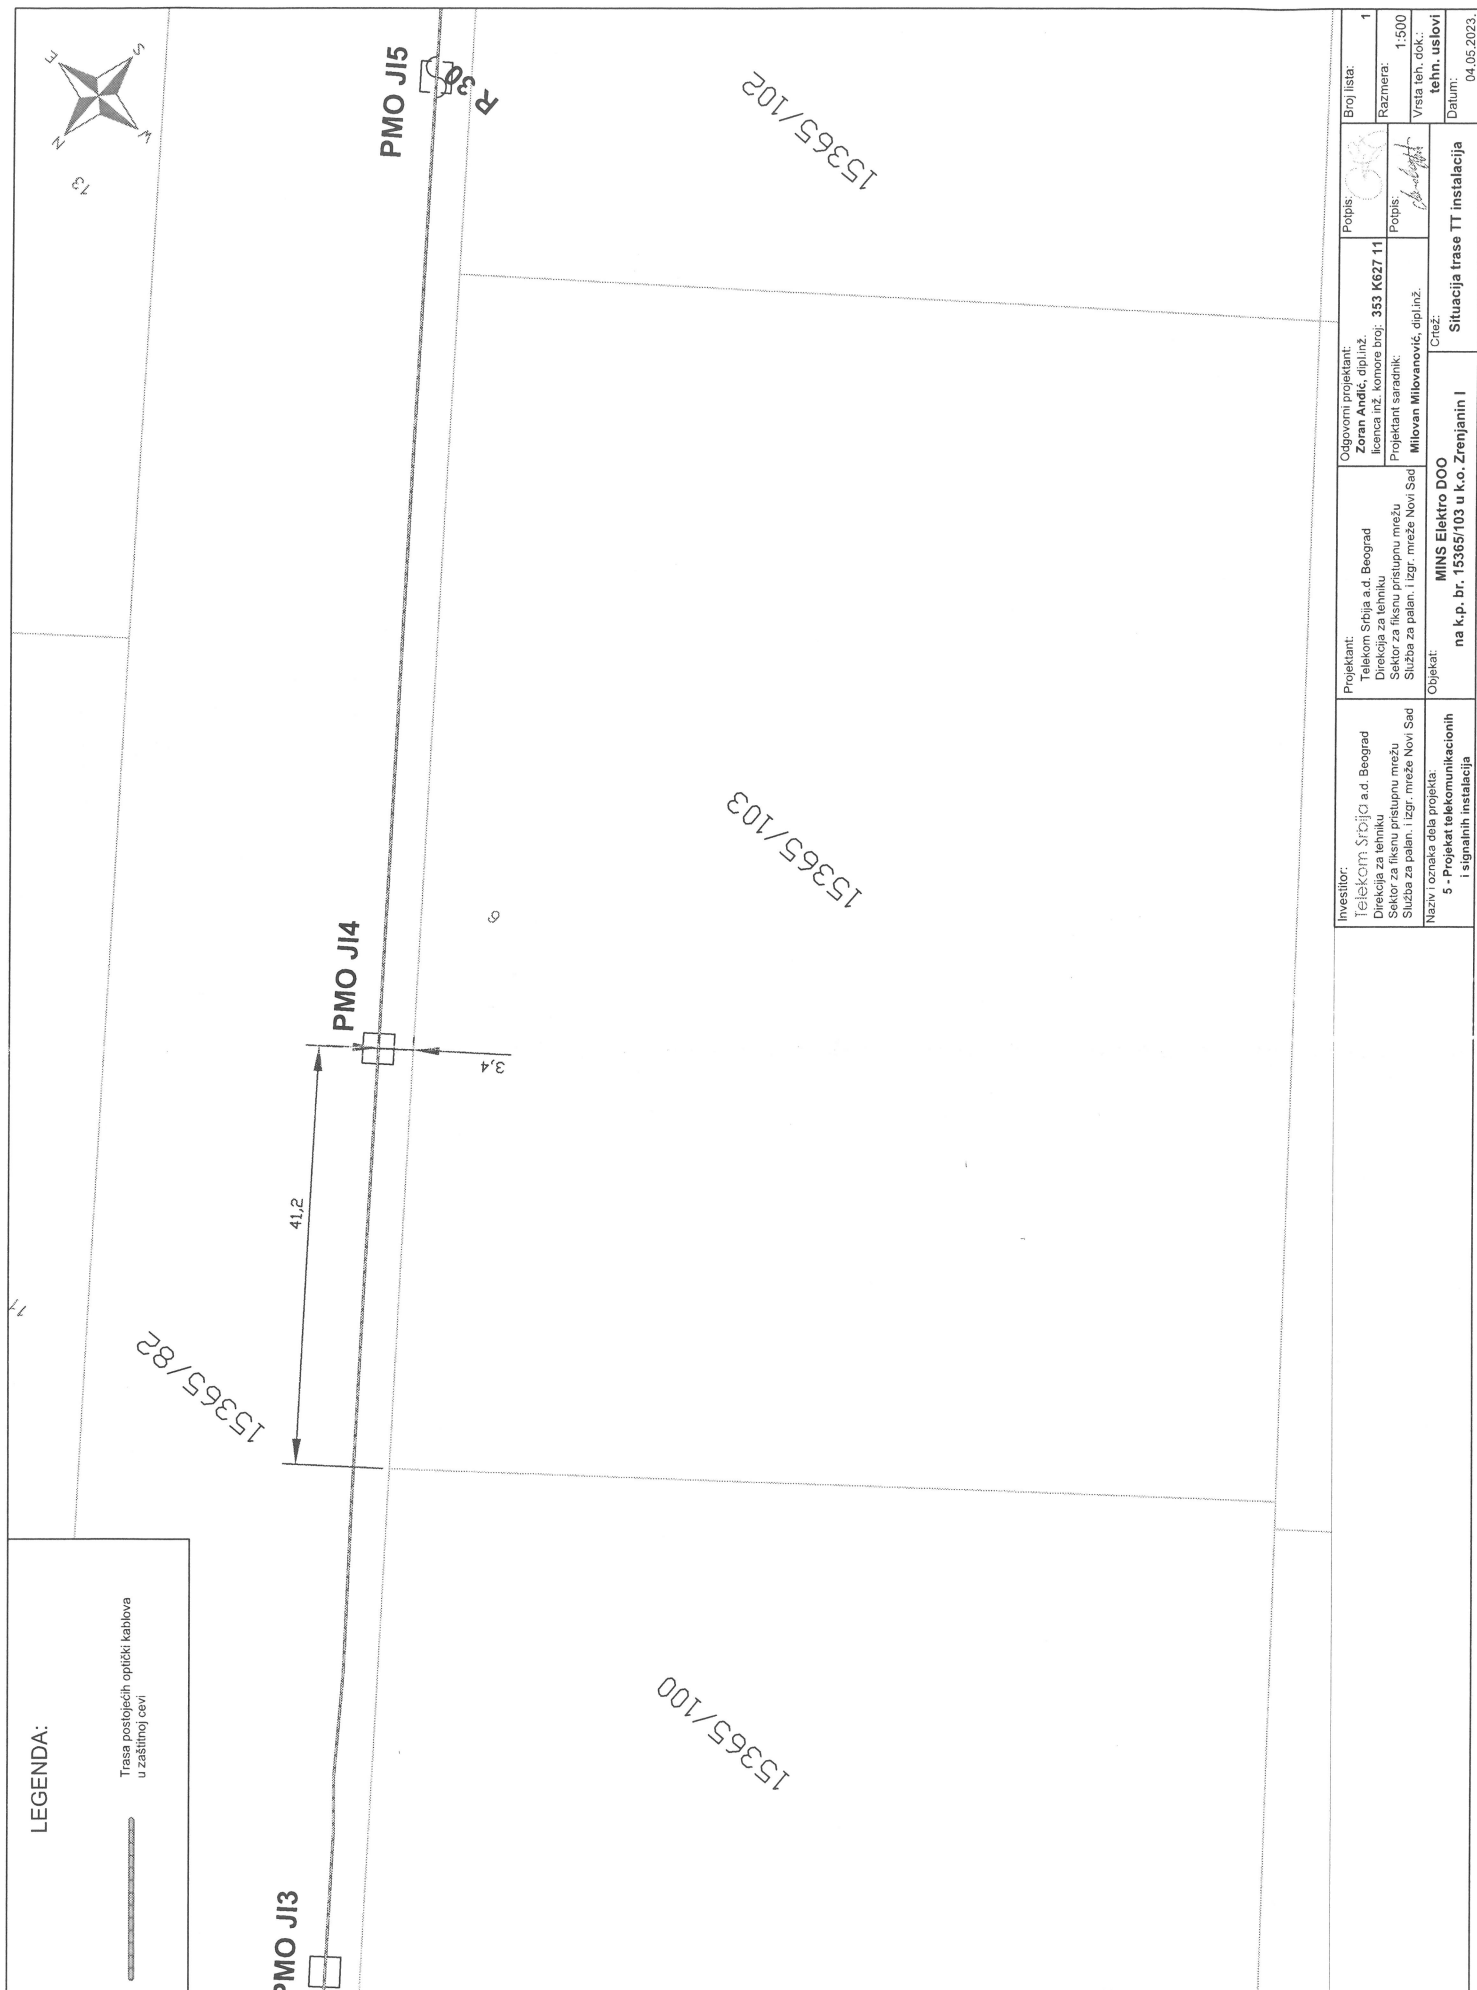 LEGENDA:
Trasa postojećih optički kablova
u zaštitnoj cevi
PMO JI3
PMO JI4
PMO JI5
R 30
41,2
3,4
15365/82
15365/100
15365/103
15365/102
6
11
13
N
E
S
W
Investitor:
Telekom Srbija a.d. Beograd
Direkcija za tehniku
Sektor za fiksnu pristupnu mrežu
Služba za palan. i izgr. mreže Novi Sad
Naziv i oznaka dela projekta:
5 - Projekat telekomunikacionih
i signalnih instalacija
Projektant:
Telekom Srbija a.d. Beograd
Direkcija za tehniku
Sektor za fiksnu pristupnu mrežu
Služba za palan. i izgr. mreže Novi Sad
Objekat:
MINS Elektro DOO
na k.p. br. 15365/103 u k.o. Zrenjanin I
Odgovorni projektant:
Zoran Andić, dipl.inž.
licenca inž. komore broj: 353 K627 11
Projektant saradnik:
Milovan Milovanović, dipl.inž.
Potpis:
Potpis:
Crtež:
Situacija trase TT instalacija
Broj lista:
1
Razmera:
1:500
Vrsta teh. dok.:
tehn. uslovi
Datum:
04.05.2023.